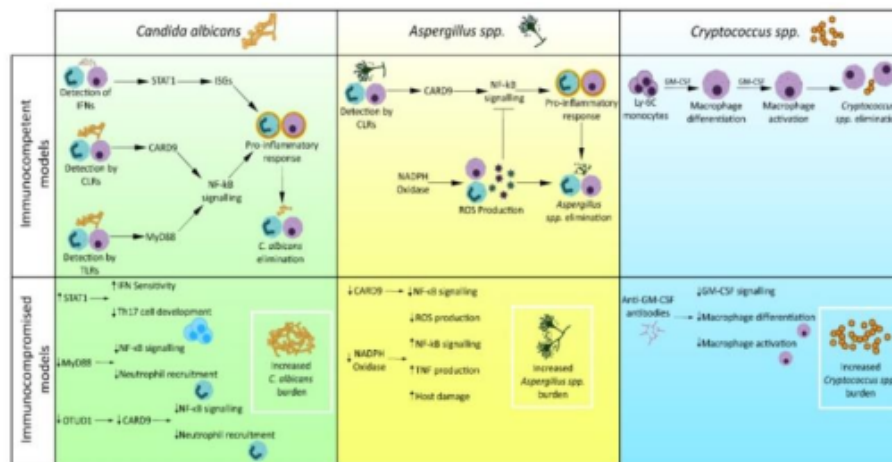 Candida albicans
Aspergillus spp.
Cryptococcus spp.
Immunocompetent
models
Detection of
IFNs
STAT1
ISGs
Detection by
CLRs
CARD9
NF-kB
signalling
Pro-inflammatory
response
Detection by
TLRs
MyD88
C. albicans
elimination
Detection by
CLRs
CARD9
NF-kB
signalling
Pro-inflammatory
response
NADPH
Oxidase
ROS Production
Aspergillus
spp. elimination
Ly-6C
monocytes
GM-CSF
Macrophage
differentiation
GM-CSF
Macrophage
activation
Cryptococcus
spp. elimination
Immunocompromised
models
↑STAT1
↑IFN Sensitivity
↓Th17 cell development
↓MyD88
↓NF-κB signalling
↓Neutrophil recruitment
↓OTUD1
↓CARD9
↓NF-κB signalling
↓Neutrophil recruitment
Increased
C. albicans
burden
↓CARD9
↓NF-κB signalling
↓NADPH
Oxidase
↓ROS production
↑NF-kB signalling
↑TNF production
↑Host damage
Increased
Aspergillus spp.
burden
Anti-GM-CSF
antibodies
↓GM-CSF signalling
↓Macrophage differentiation
↓Macrophage activation
Increased
Cryptococcus spp.
burden